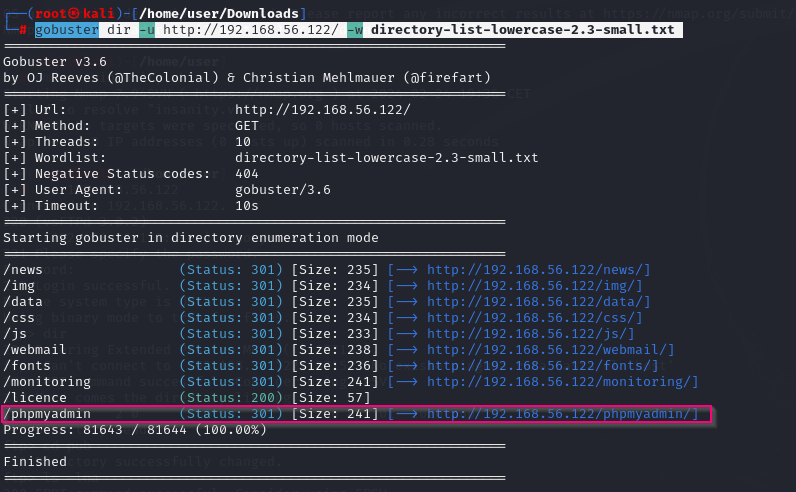 ┌──(root㉿kali)-[/home/user/Downloads]
└─# gobuster dir -u http://192.168.56.122/ -w directory-list-lowercase-2.3-small.txt
===============================================================
Gobuster v3.6
by OJ Reeves (@TheColonial) & Christian Mehlmauer (@firefart)
===============================================================
[+] Url: http://192.168.56.122/
[+] Method: GET
[+] Threads: 10
[+] Wordlist: directory-list-lowercase-2.3-small.txt
[+] Negative Status codes: 404
[+] User Agent: gobuster/3.6
[+] Timeout: 10s
===============================================================
Starting gobuster in directory enumeration mode
===============================================================
/news (Status: 301) [Size: 235] [--> http://192.168.56.122/news/]
/img (Status: 301) [Size: 234] [--> http://192.168.56.122/img/]
/data (Status: 301) [Size: 235] [--> http://192.168.56.122/data/]
/css (Status: 301) [Size: 234] [--> http://192.168.56.122/css/]
/js (Status: 301) [Size: 233] [--> http://192.168.56.122/js/]
/webmail (Status: 301) [Size: 238] [--> http://192.168.56.122/webmail/]
/fonts (Status: 301) [Size: 236] [--> http://192.168.56.122/fonts/]
/monitoring (Status: 301) [Size: 241] [--> http://192.168.56.122/monitoring/]
/licence (Status: 200) [Size: 57]
/phpmyadmin (Status: 301) [Size: 241] [--> http://192.168.56.122/phpmyadmin/]
Progress: 81643 / 81644 (100.00%)
===============================================================
Finished
===============================================================